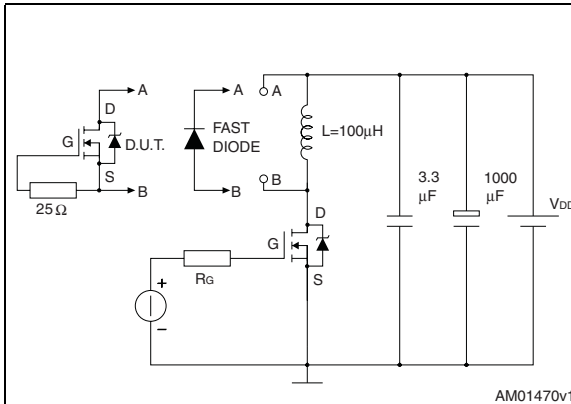 A
A
A
D
G
D.U.T.
FAST
DIODE
L=100µH
S
B
B
B
25Ω
D
3.3
µF
1000
µF
VDD
G
RG
S
+
−
AM01470v1